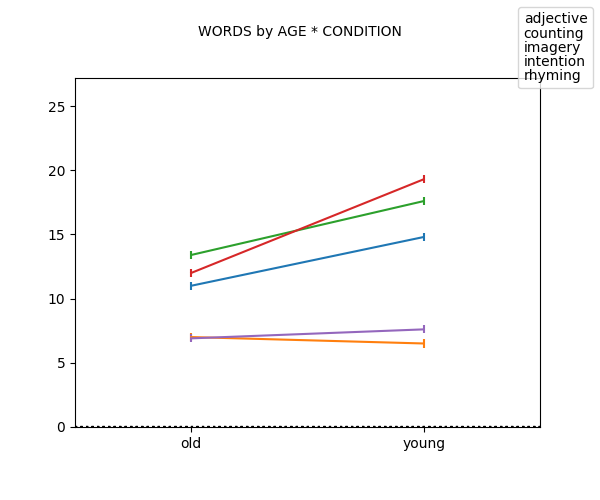 WORDS by AGE * CONDITION
adjective
counting
imagery
intention
rhyming
25
20
15
10
5
0
old
young